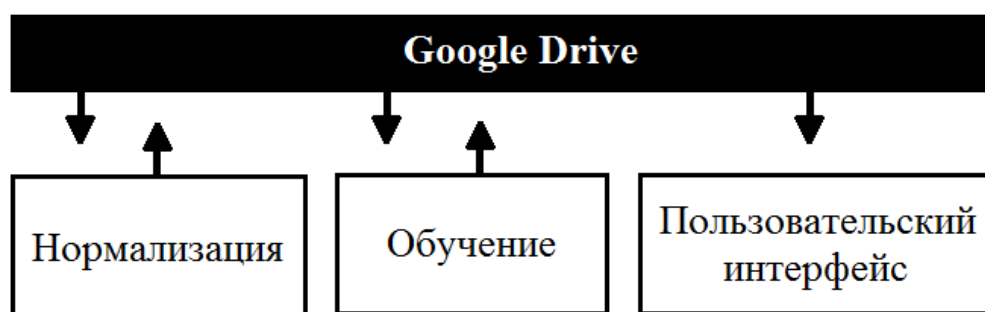 Google Drive
Нормализация
Обучение
Пользовательский
интерфейс